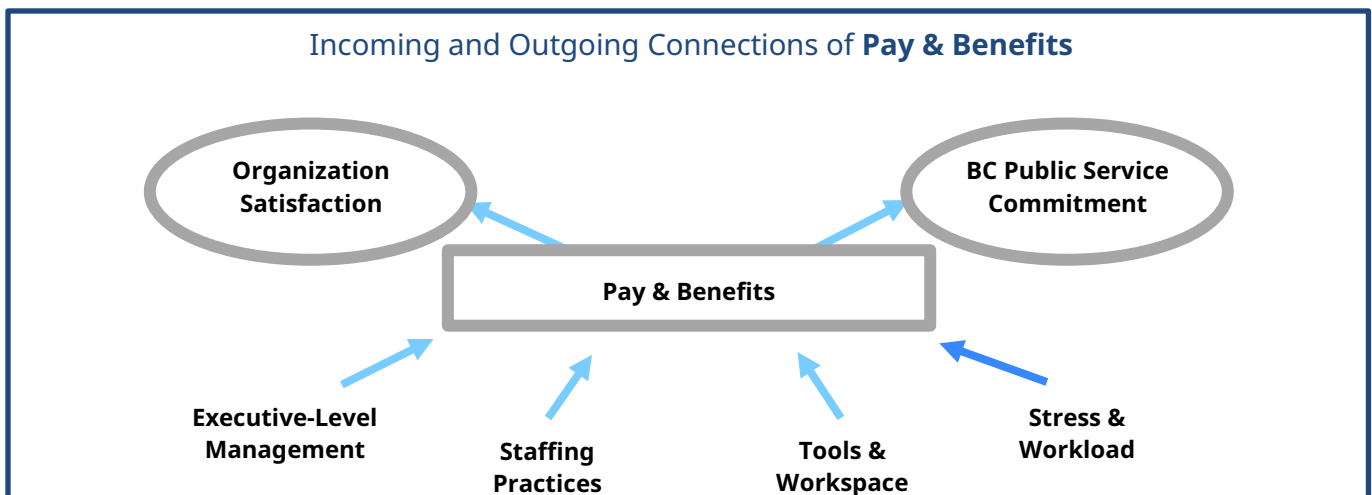 Incoming and Outgoing Connections of Pay & Benefits
Organization
Satisfaction
BC Public Service
Commitment
Pay & Benefits
Executive-Level
Management
Staffing
Practices
Tools &
Workspace
Stress &
Workload